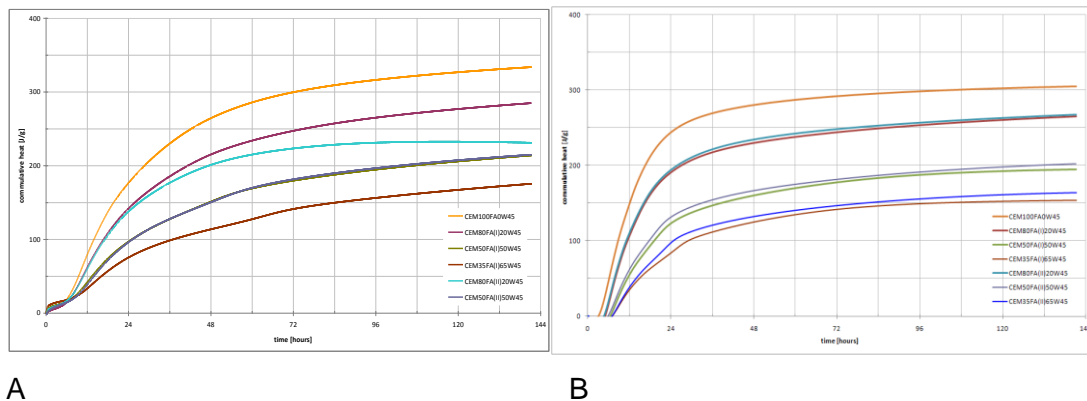 400
300
200
100
0
commulative heat (J/g)
0 24 48 72 96 120 144
time [hours]
CEM100FA0W45
CEM80FA(I)20W45
CEM50FA(I)50W45
CEM35FA(I)65W45
CEM80FA(II)20W45
CEM50FA(II)50W45
A
400
300
200
100
0
commulative heat [J/g]
0 24 48 72 96 120 14
time [hours]
CEM100FA0W45
CEM80FA(I)20W45
CEM50FA(I)50W45
CEM35FA(I)65W45
CEM80FA(II)20W45
CEM50FA(II)50W45
CEM35FA(II)65W45
B